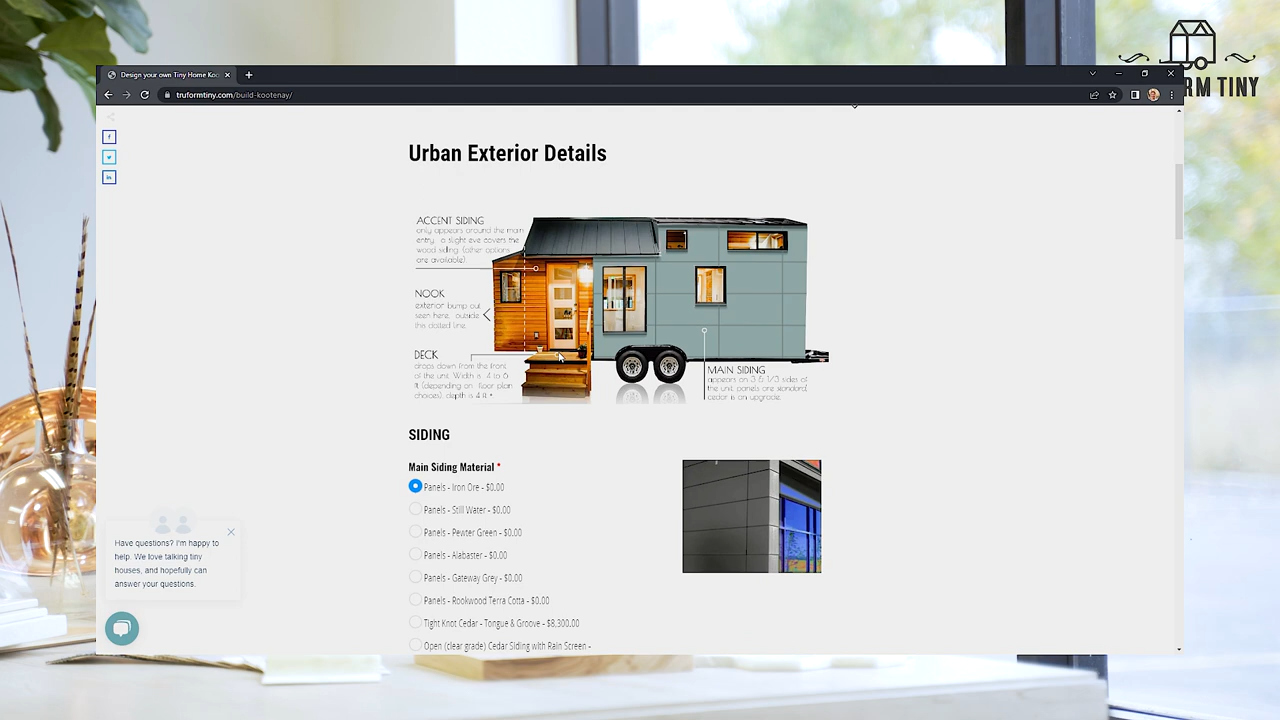 Design your own Tiny Home Koo
truformtiny.com/build-kootenay/
RM TINY
Urban Exterior Details
ACCENT SIDING
only appears around the main
entry. a slight eve covers the
wood siding. (other options
are available).
NOOK
exterior bump out
seen here, outside
this dotted line.
DECK
drops down from the front
of the unit. Width is 4 to 6
ft (depending on floor plan
choices). depth is 4 ft
MAIN SIDING
appears on 3 & 1/3 sides of
the unit. panels are standard,
cedar is an upgrade.
SIDING
Main Siding Material *
Panels - Iron Ore - $0.00
Panels - Still Water - $0.00
Panels - Pewter Green - $0.00
Panels - Alabaster - $0.00
Panels - Gateway Grey - $0.00
Panels - Rookwood Terra Cotta - $0.00
Tight Knot Cedar - Tongue & Groove - $8,300.00
Open (clear grade) Cedar Siding with Rain Screen -
Have questions? I'm happy to
help. We love talking tiny
houses, and hopefully can
answer your questions.